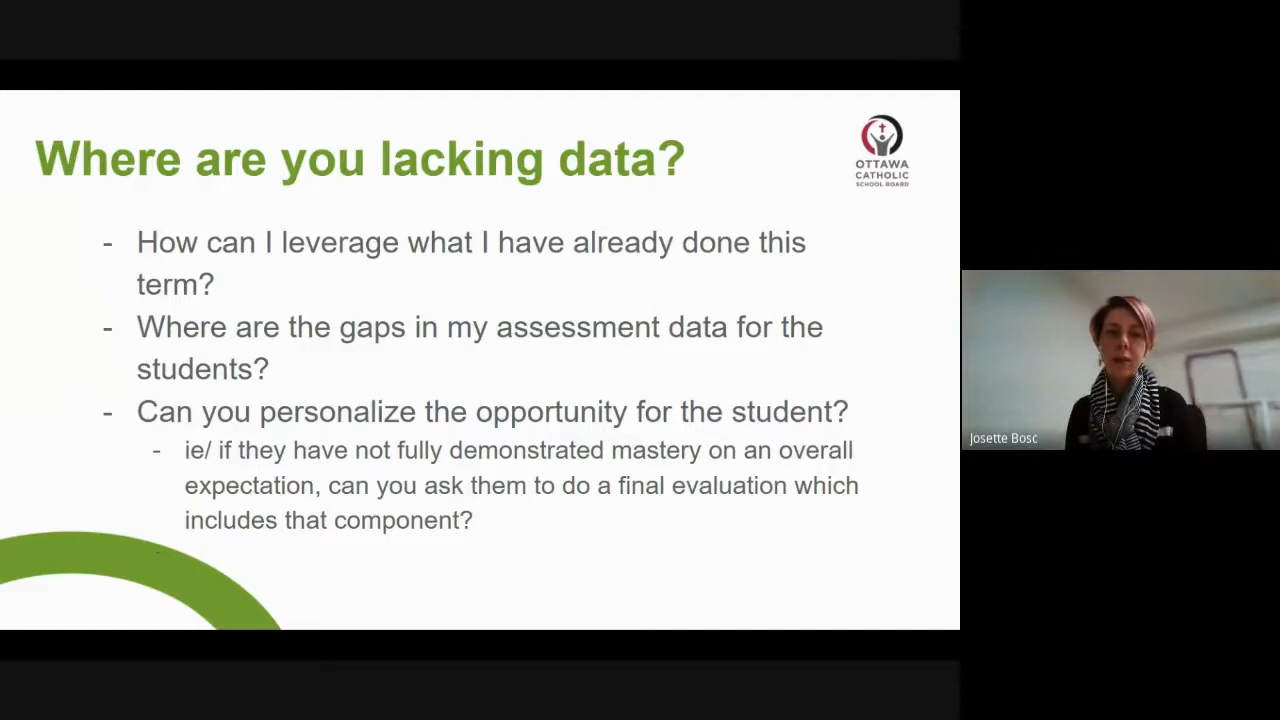 Where are you lacking data?
OTTAWA
CATHOLIC
SCHOOL BOARD
- How can I leverage what I have already done this
term?
- Where are the gaps in my assessment data for the
students?
- Can you personalize the opportunity for the student?
- ie/ if they have not fully demonstrated mastery on an overall
expectation, can you ask them to do a final evaluation which
includes that component?
-
Josette Bosc